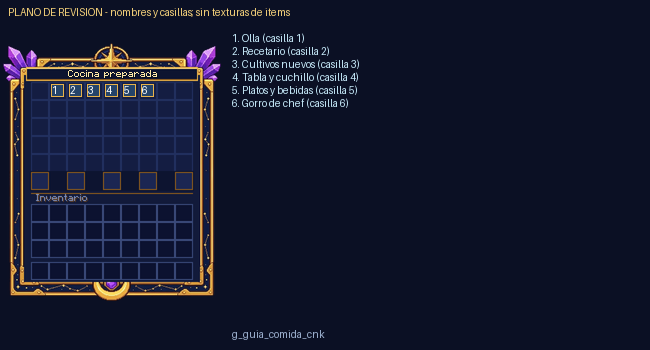 PLANO DE REVISION - nombres y casillas; sin texturas de items
Cocina preparada
1 2 3 4 5 6
Inventario
1. Olla (casilla 1)
2. Recetario (casilla 2)
3. Cultivos nuevos (casilla 3)
4. Tabla y cuchillo (casilla 4)
5. Platos y bebidas (casilla 5)
6. Gorro de chef (casilla 6)
g_guia_comida_cnk